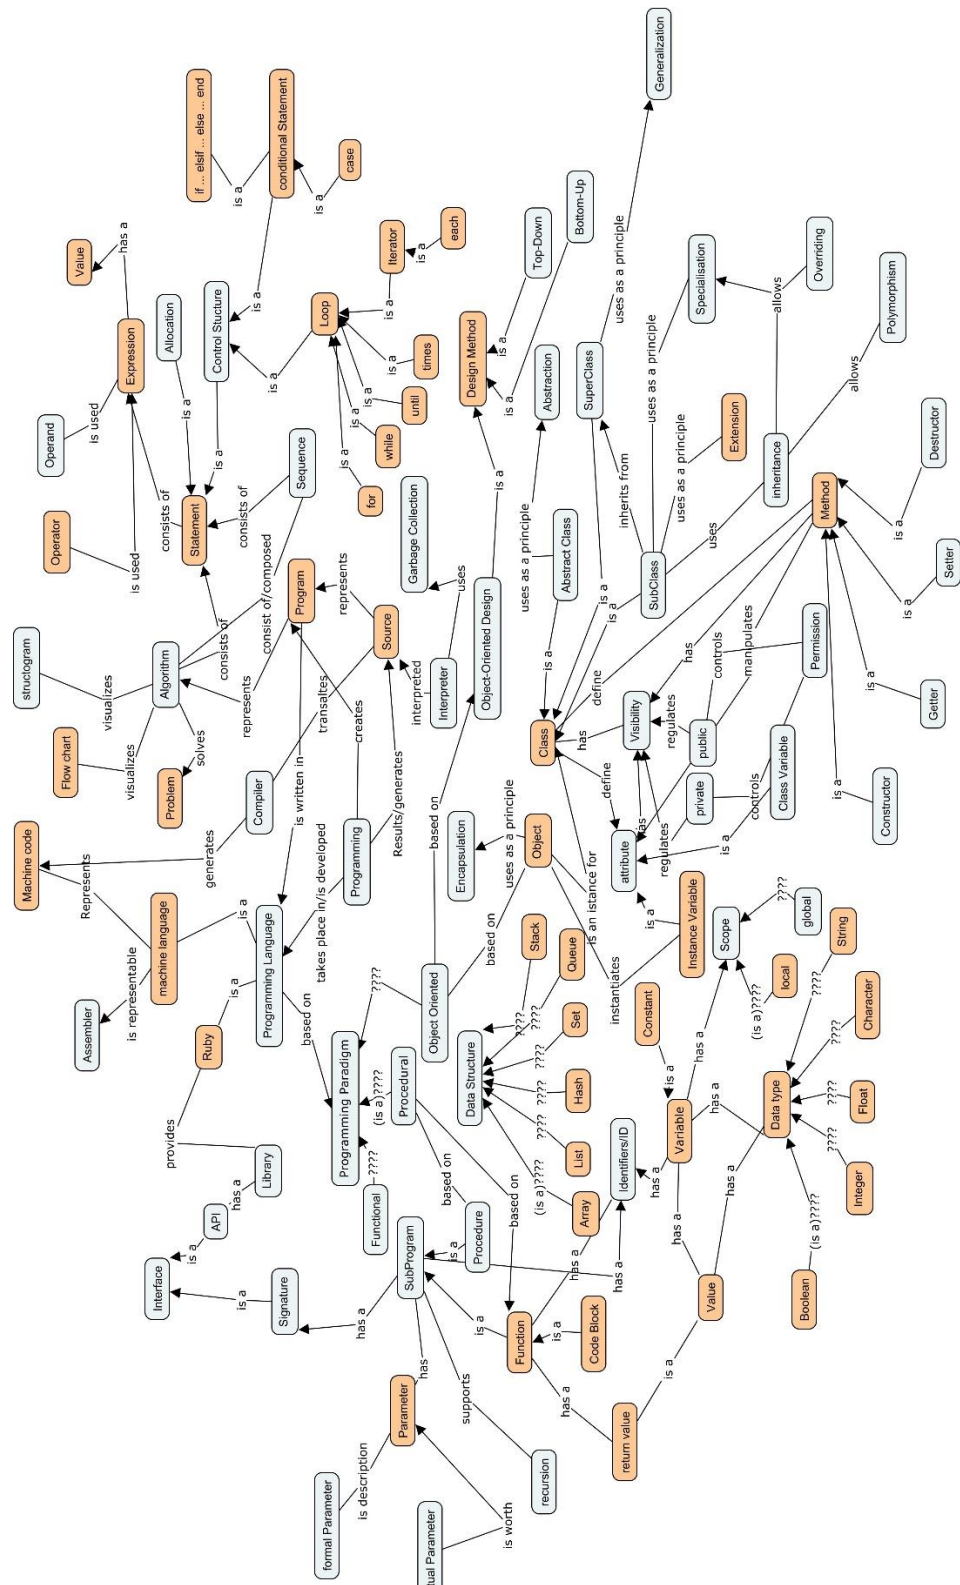 Generalization
if ... elsif ... else ... end
conditional Statement
is a
is a
case
has a
Value
is a
Iterator
is a
each
Expression
is used
Operand
Allocation
is a
Control Stucture
is a
Loop
is a
is a
times
is a
until
is a
while
is a
for
Top-Down
Bottom-Up
is a
is a
Design Method
uses as a principle
Specialisation
Overriding
allows
Polymorphism
allows
Operator
is used
consists of
Statement
is a
consists of
Sequence
Garbage Collection
uses
is a
Abstraction
uses as a principle
Abstract Class
is a
SuperClass
is a
inherits from
is a
SubClass
uses as a principle
uses as a principle
Extension
uses
inheritance
Method
Destructor
is a
Setter
is a
Getter
is a
Constructor
is a
structogram
visualizes
Algorithm
consists of
consist of/composed
Program
represents
represents
Source
transaltes
interpreted
Interpreter
Object-Oriented Design
Flow chart
visualizes
solves
Problem
Compiler
is written in
creates
Programming
Results/generates
based on
Class
define
define
has
Visibility
has
controls
manipulates
Permission
regulates
public
private
controls
Class Variable
has
regulates
is a
attribute
is a
Machine code
generates
Represents
machine language
is a
takes place in/is developed
Encapsulation
uses as a principle
Object
is an istance for
instantiates
Instance Variable
Assembler
is representable
Ruby
is a
Programming Language
based on
Object Oriented
based on
????
Programming Paradigm
(is a)????
Procedural
????
Functional
Data Structure
Stack
????
Queue
????
Set
????
Hash
????
List
????
Array
(is a)????
Scope
????
global
local
(is a)????
String
????
Character
????
Float
????
Integer
????
Boolean
(is a)????
Data type
Constant
is a
Variable
has a
has a
has a
has a
has a
Identifiers/ID
provides
Library
has a
API
is a
Interface
is a
Signature
has a
SubProgram
is a
Procedure
based on
based on
has a
has a
Function
is a
Code Block
is a
has a
return value
is a
Value
has
Parameter
supports
recursion
is description
formal Parameter
is worth
tual Parameter